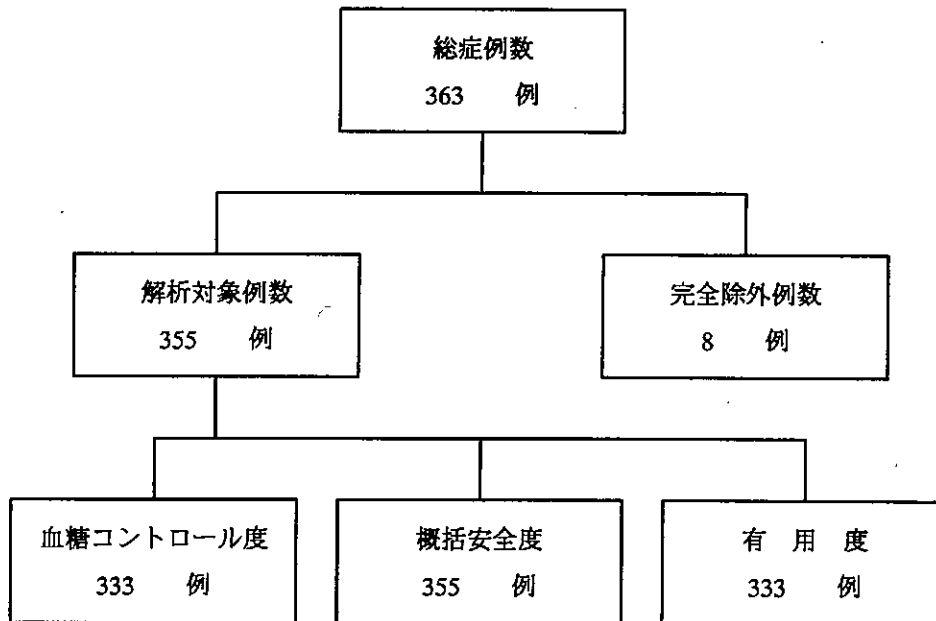 総症例数
363 例
解析対象例数
355 例
完全除外例数
8 例
血糖コントロール度
333 例
概括安全度
355 例
有 用 度
333 例